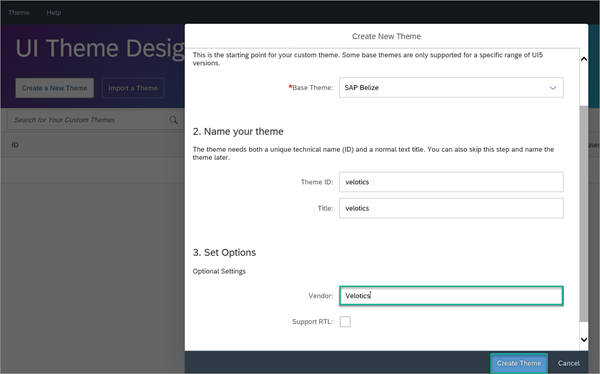 Theme Help
Create New Theme
UI Theme Desig
This is the starting point for your custom theme. Some base themes are only supported for a specific range of UI5
versions.
Create a New Theme Import a Theme
*Base Theme: SAP Belize
Search for Your Custom Themes
ID
2. Name your theme
The theme needs both a unique technical name (ID) and a normal text title. You can also skip this step and name the
theme later.
Theme ID: velotics
Title: velotics
3. Set Options
Optional Settings
Vendor: Velotics
Support RTL:
Create Theme Cancel